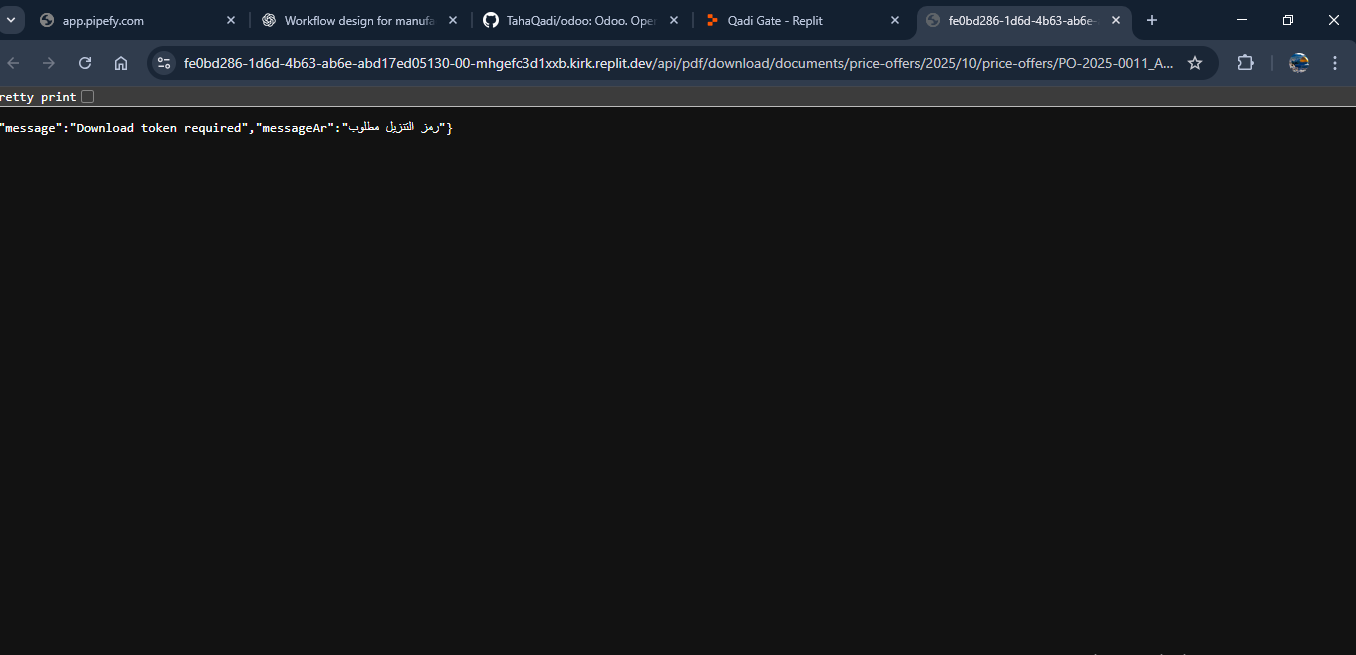 app.pipefy.com
Workflow design for manufa
TahaQadi/odoo: Odoo. Oper
Qadi Gate - Replit
fe0bd286-1d6d-4b63-ab6e-
fe0bd286-1d6d-4b63-ab6e-abd17ed05130-00-mhgefc3d1xxb.kirk.replit.dev/api/pdf/download/documents/price-offers/2025/10/price-offers/PO-2025-0011_A...
retty print
"message":"Download token required","messageAr":"رمز التنزيل مطلوب"}